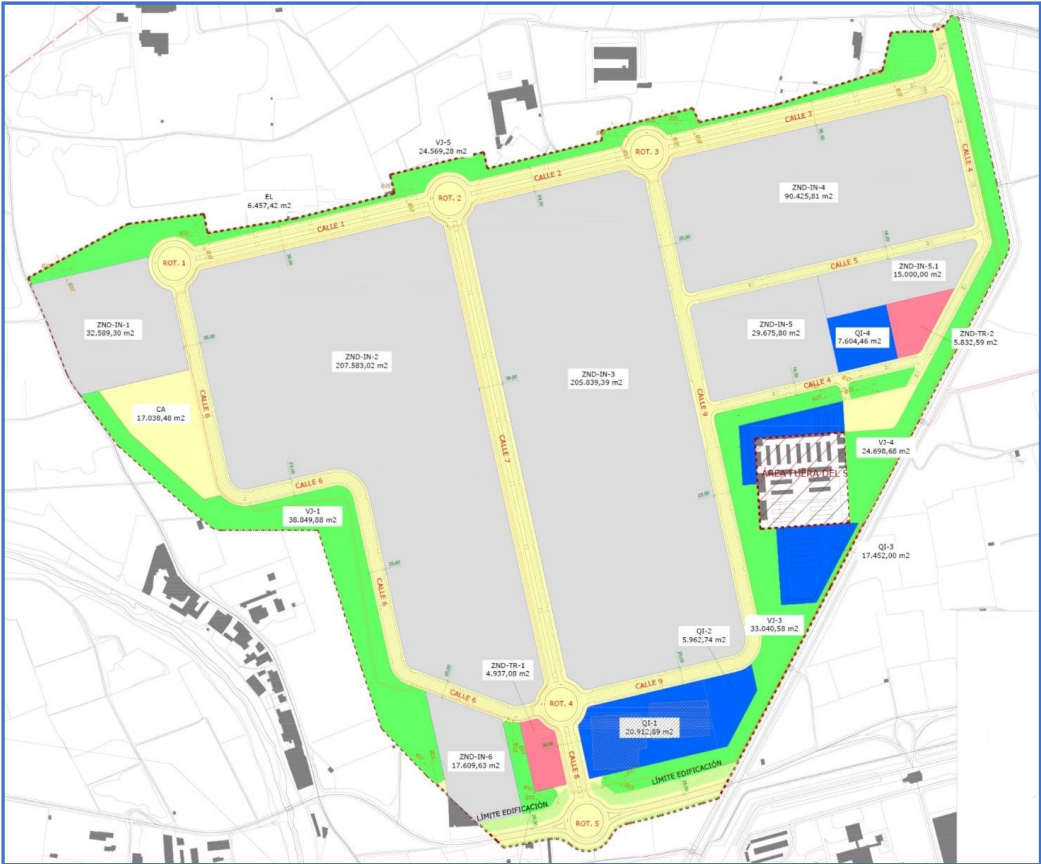 VJ-5
24.569,28 m2
EL
6.457,42 m2
ROT. 1
CALLE 1
ROT. 2
CALLE 2
ROT. 3
CALLE 3
CALLE 4
ZND-IN-4
90.425,81 m2
CALLE 5
ZND-IN-5.1
15.000,00 m2
ZND-IN-1
32.589,30 m2
ZND-IN-2
207.583,02 m2
ZND-IN-3
205.839,39 m2
ZND-IN-5
29.675,80 m2
QI-4
7.604,46 m2
ZND-TR-2
5.832,59 m2
CA
17.038,48 m2
CALLE 6
CALLE 4
CALLE 9
CALLE 7
VJ-4
24.698,68 m2
ÁREA FUERA DEL S
CALLE 6
VJ-1
38.849,88 m2
QI-3
17.452,00 m2
CALLE 6
VJ-3
33.040,58 m2
QI-2
5.962,74 m2
ZND-TR-1
4.937,08 m2
CALLE 6
CALLE 9
ROT. 4
QI-1
20.912,89 m2
ZND-IN-6
17.609,63 m2
CALLE 8
LÍMITE EDIFICACIÓN
LÍMITE EDIFICACIÓN
ROT. 5